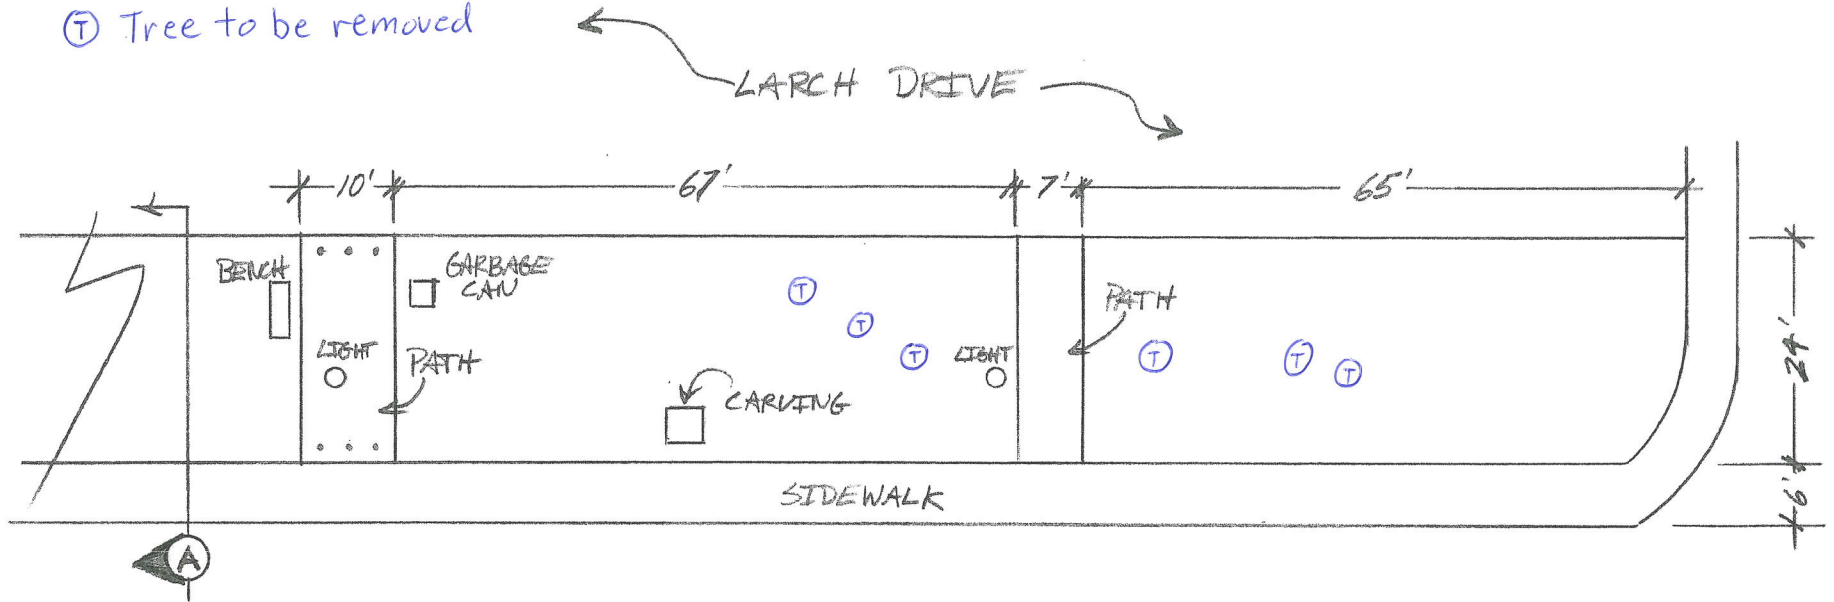 Ⓣ Tree to be removed
LARCH DRIVE
10'
67'
7'
65'
BENCH
GARBAGE
CAN
T
T
T
LIGHT
PATH
LIGHT
PATH
T
T
T
CARVING
24'
SIDEWALK
6'
A